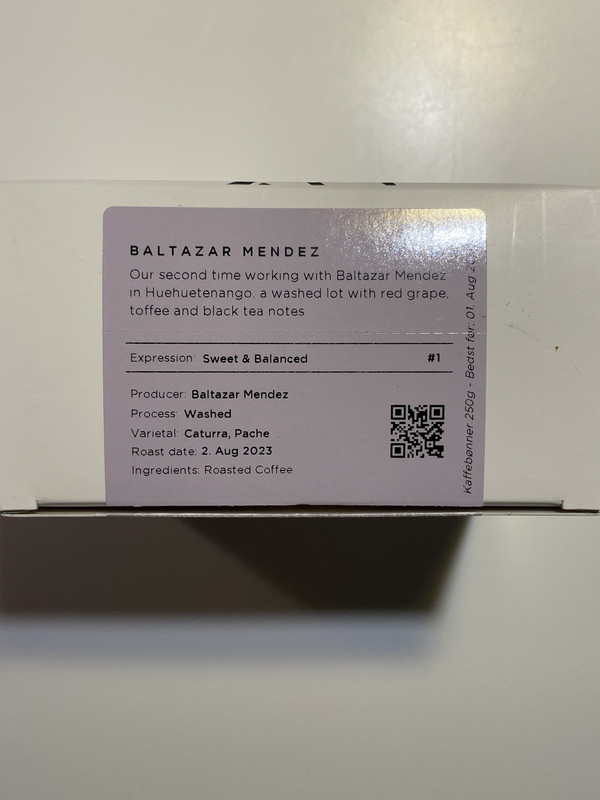 BALTAZAR MENDEZ
Our second time working with Baltazar Mendez
in Huehuetenango. a washed lot with red grape,
toffee and black tea notes
Expression: Sweet & Balanced #1
Producer: Baltazar Mendez
Process: Washed
Varietal: Caturra, Pache
Roast date: 2. Aug 2023
Ingredients: Roasted Coffee
Kaffebønner 250g - Bedst før: 01. Aug